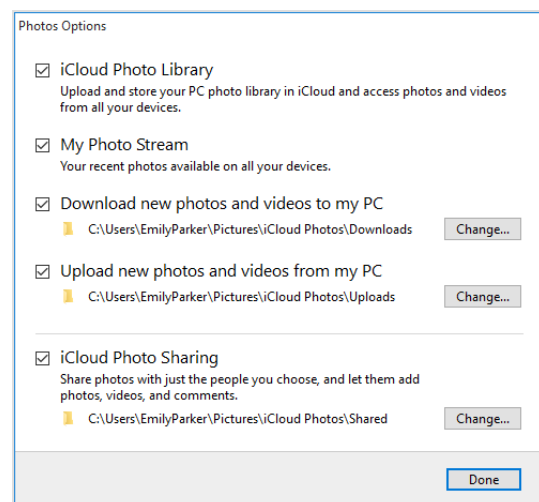 Photos Options
iCloud Photo Library
Upload and store your PC photo library in iCloud and access photos and videos
from all your devices.
My Photo Stream
Your recent photos available on all your devices.
Download new photos and videos to my PC
C:\Users\EmilyParker\Pictures\iCloud Photos\Downloads
Change...
Upload new photos and videos from my PC
C:\Users\EmilyParker\Pictures\iCloud Photos\Uploads
Change...
iCloud Photo Sharing
Share photos with just the people you choose, and let them add
photos, videos, and comments.
C:\Users\EmilyParker\Pictures\iCloud Photos\Shared
Change...
Done